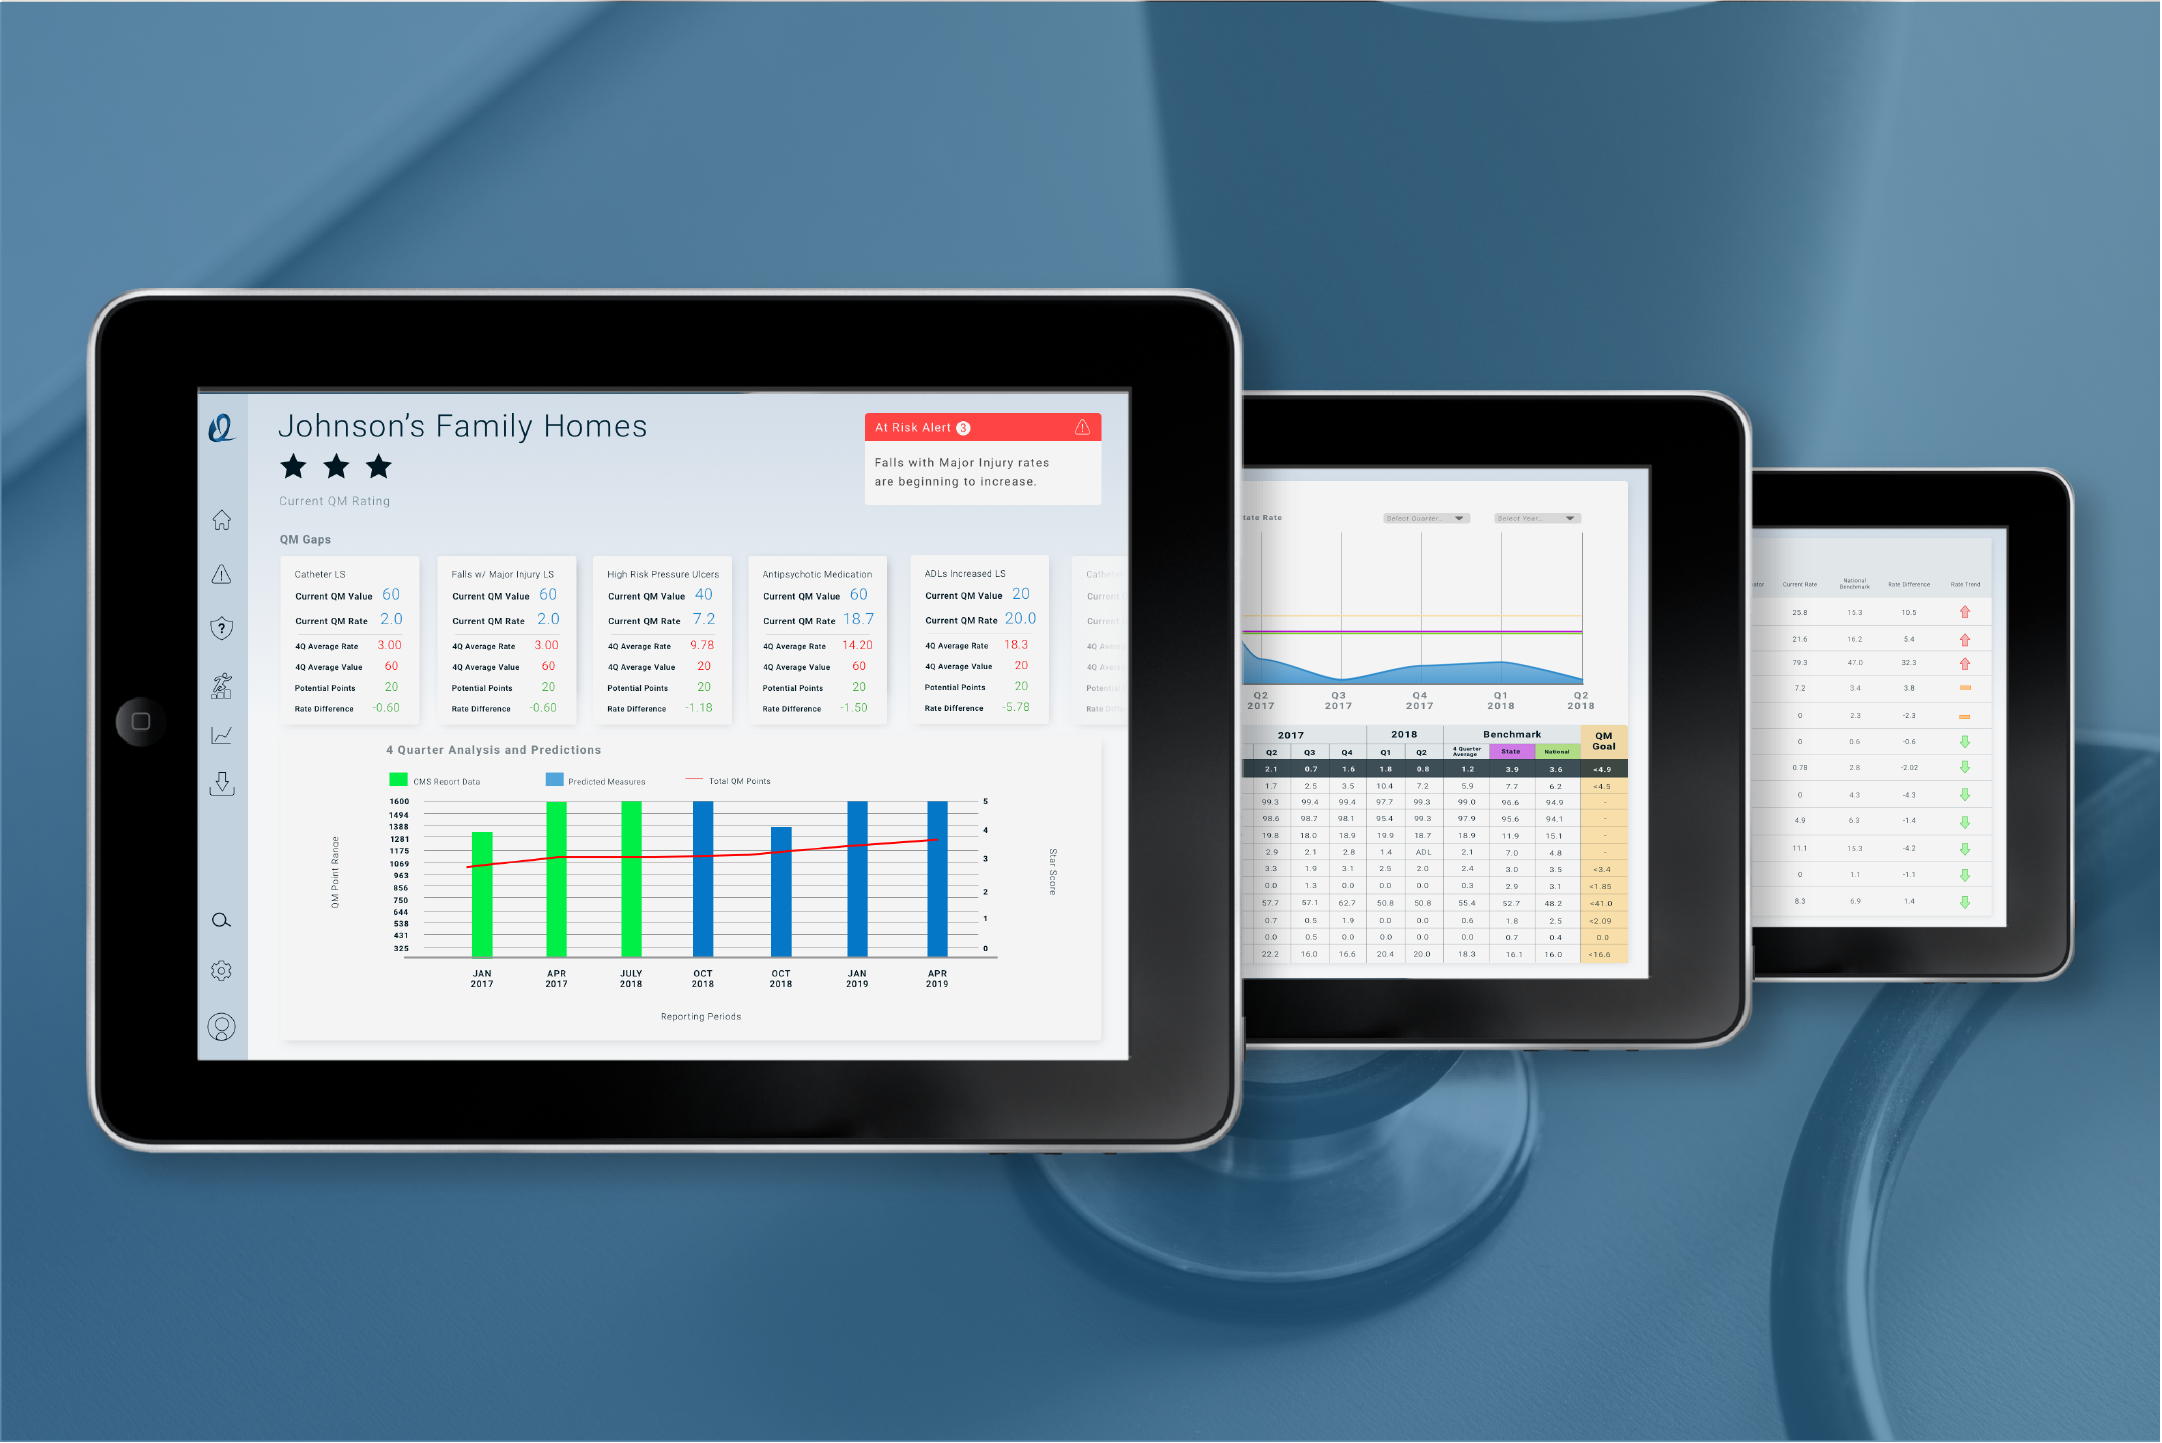 Johnson's Family Homes
Current QM Rating
At Risk Alert 3
Falls with Major Injury rates
are beginning to increase.
QM Gaps
Catheter LS
Current QM Value 60
Current QM Rate 2.0
4Q Average Rate 3.00
4Q Average Value 60
Potential Points 20
Rate Difference -0.60
Falls w/ Major Injury LS
Current QM Value 60
Current QM Rate 2.0
4Q Average Rate 3.00
4Q Average Value 60
Potential Points 20
Rate Difference -0.60
High Risk Pressure Ulcers
Current QM Value 40
Current QM Rate 7.2
4Q Average Rate 9.78
4Q Average Value 20
Potential Points 20
Rate Difference -1.18
Antipsychotic Medication
Current QM Value 60
Current QM Rate 18.7
4Q Average Rate 14.20
4Q Average Value 60
Potential Points 20
Rate Difference -1.50
ADLs Increased LS
Current QM Value 20
Current QM Rate 20.0
4Q Average Rate 18.3
4Q Average Value 20
Potential Points 20
Rate Difference -5.78
4 Quarter Analysis and Predictions
CMS Report Data Predicted Measures Total QM Points
QM Point Range
1600
1494
1388
1281
1175
1069
963
856
750
644
538
431
325
5
4
3
2
1
0
Star Score
JAN 2017
APR 2017
JULY 2018
OCT 2018
OCT 2018
JAN 2019
APR 2019
Reporting Periods
Rate
Select Quarter... Select Year...
Q2 2017
Q3 2017
Q4 2017
Q1 2018
Q2 2018
2017 2018 Benchmark QM Goal
Q2 Q3 Q4 Q1 Q2 4 Quarter Average State National
2.1 0.7 1.6 1.8 0.8 1.2 3.9 3.6 <4.9
1.7 2.5 3.5 10.4 7.2 5.9 7.7 6.2 <4.5
99.3 99.4 99.4 97.7 99.3 99.0 96.6 94.9 -
98.6 98.7 98.1 95.4 99.3 97.9 95.6 94.1 -
19.8 18.0 18.9 19.9 18.7 18.9 11.9 15.1 -
2.9 2.1 2.8 1.4 ADL 2.1 7.0 4.8 -
3.3 1.9 3.1 2.5 2.0 2.4 3.0 3.5 <3.4
0.0 1.3 0.0 0.0 0.0 0.3 2.9 3.1 <1.85
57.7 57.1 62.7 50.8 50.8 55.4 52.7 48.2 <41.0
0.7 0.5 1.9 0.0 0.0 0.6 1.8 2.5 <2.09
0.0 0.5 0.0 0.0 0.0 0.0 0.7 0.4 0.0
22.2 16.0 16.6 20.4 20.0 18.3 16.1 16.0 <16.6
Current Rate National Benchmark Rate Difference Rate Trend
25.8 15.3 10.5
21.6 16.2 5.4
79.3 47.0 32.3
7.2 3.4 3.8
0 2.3 -2.3
0 0.6 -0.6
0.78 2.8 -2.02
0 4.3 -4.3
4.9 6.3 -1.4
11.1 15.3 -4.2
0 1.1 -1.1
8.3 6.9 1.4